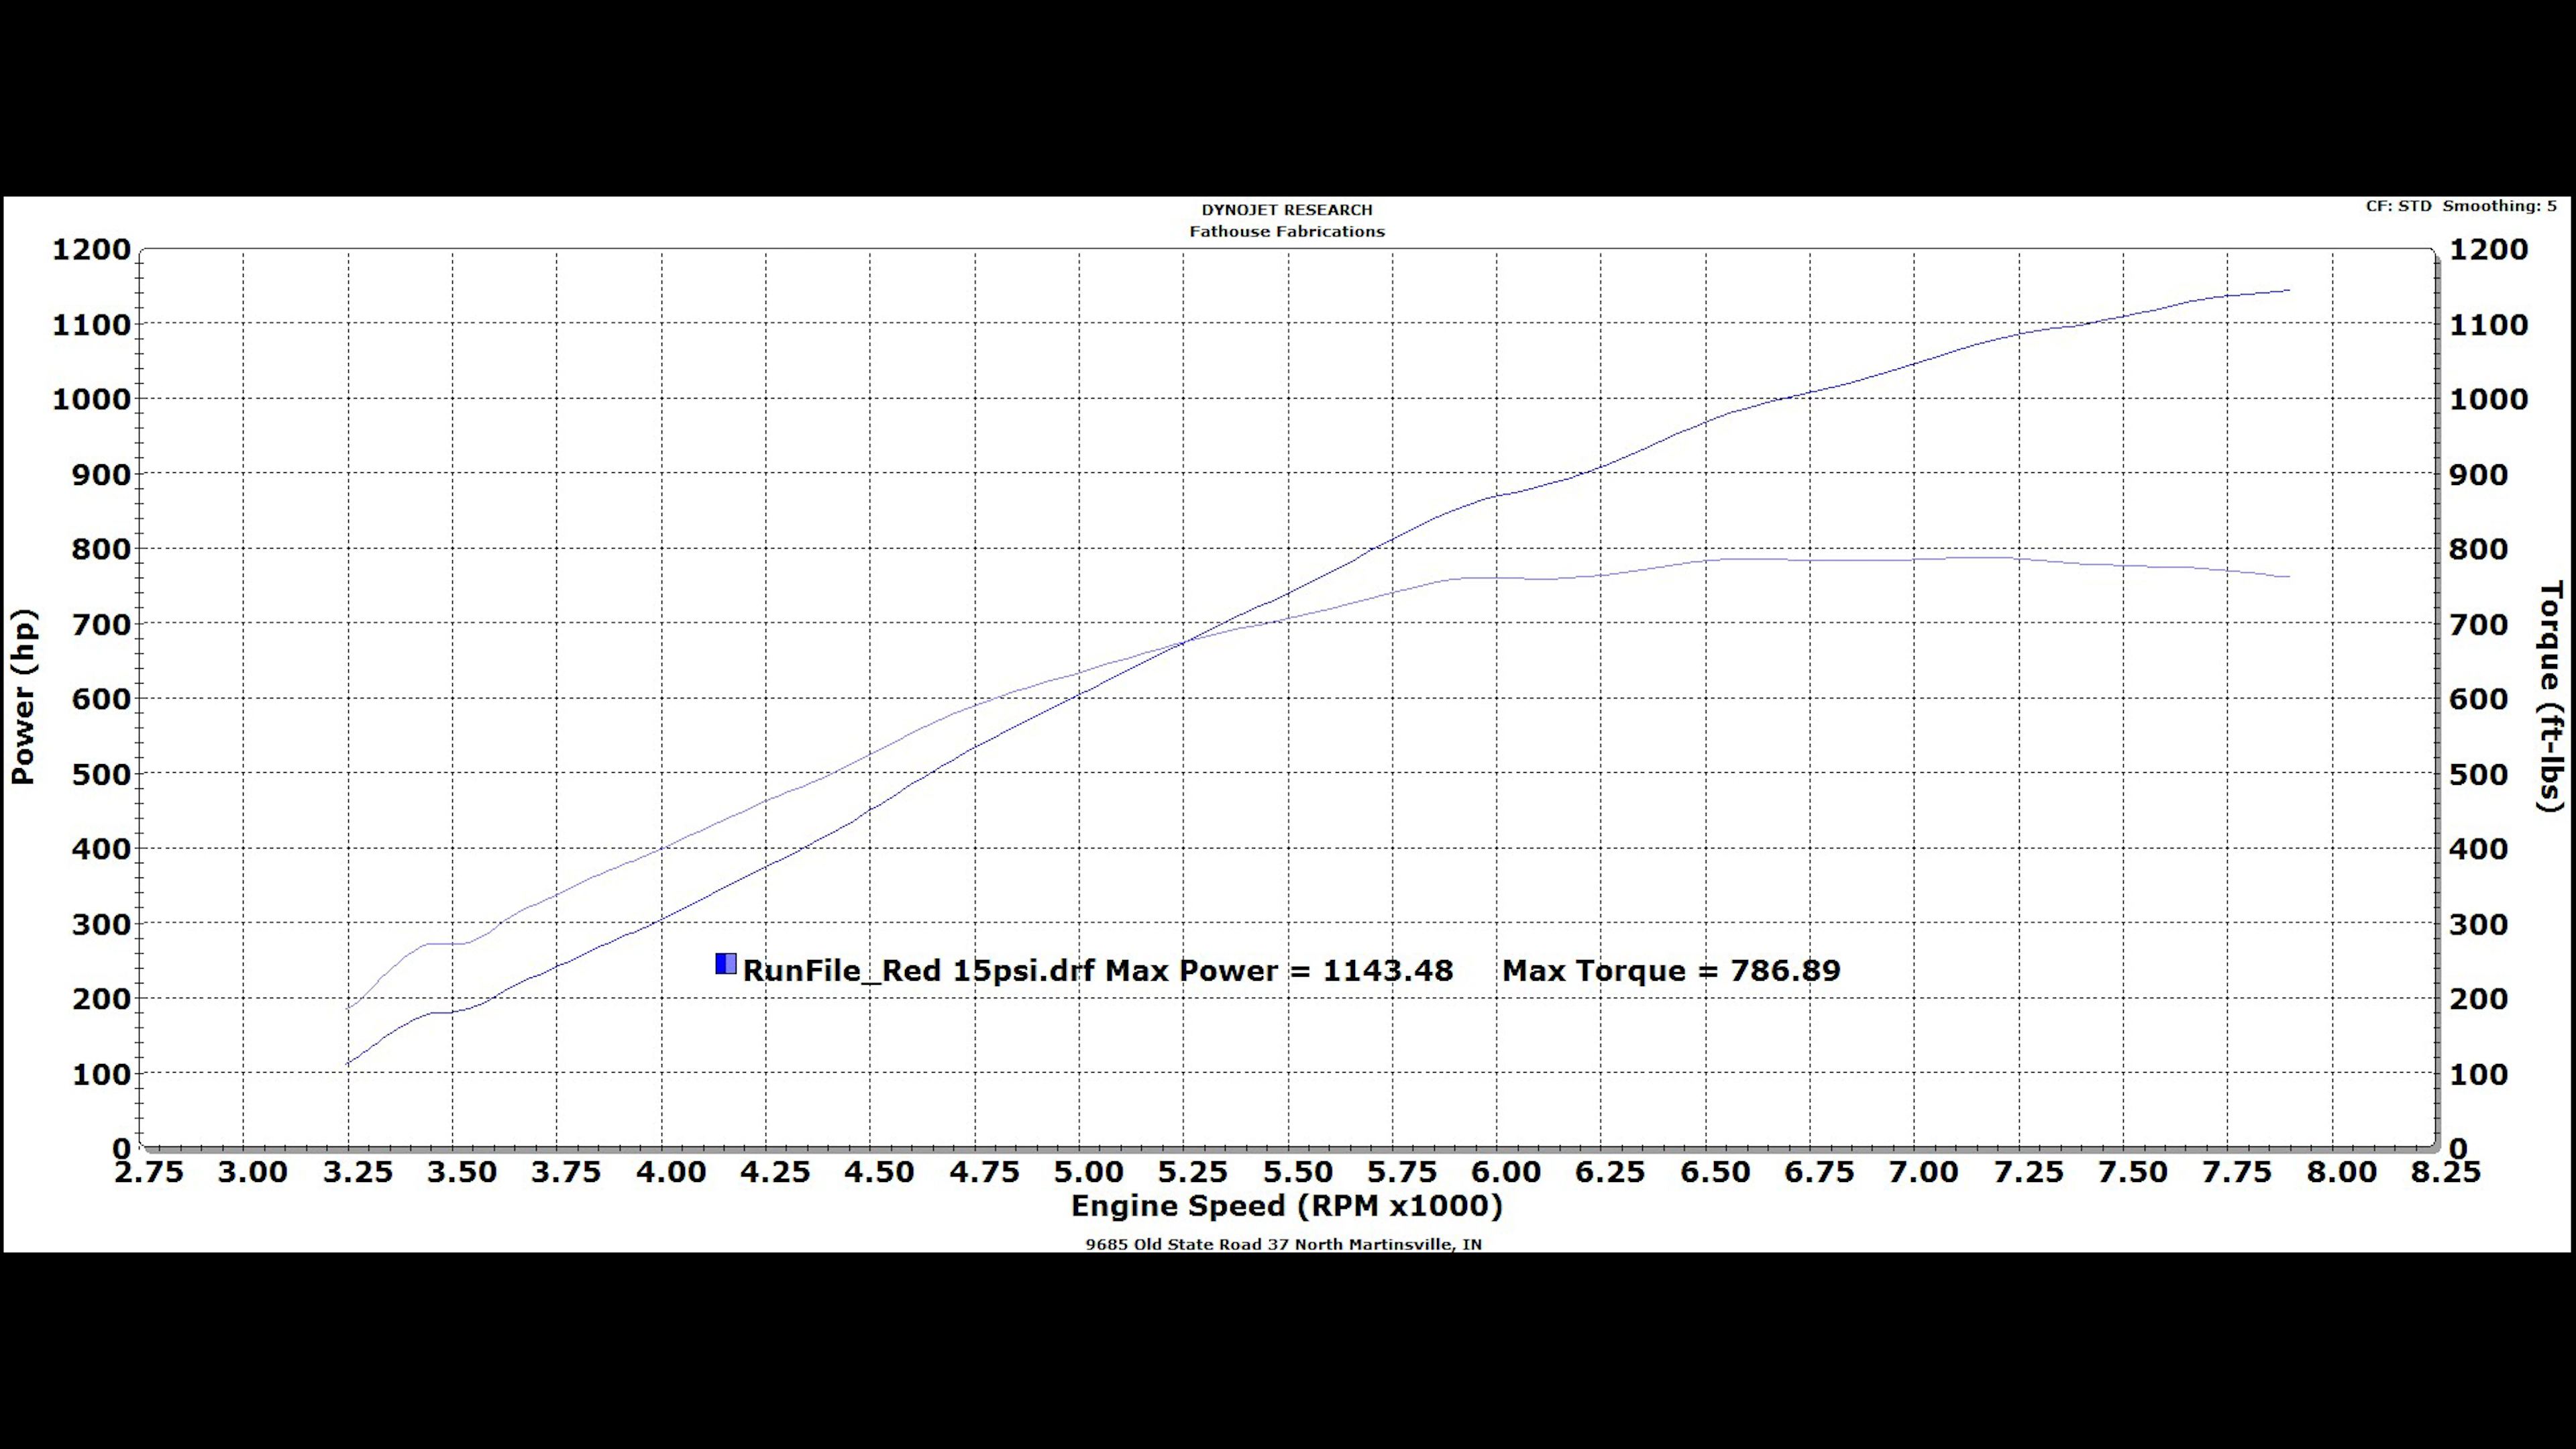 DYNOJET RESEARCH
CF: STD Smoothing: 5
Fathouse Fabrications
1200 1200
1100 1100
1000 1000
900 900
800 800
700 700
600 600
500 500
400 400
300 300
200 200
100 100
0 0
Power (hp)
Torque (ft-lbs)
RunFile_Red 15psi.drf Max Power = 1143.48 Max Torque = 786.89
2.75 3.00 3.25 3.50 3.75 4.00 4.25 4.50 4.75 5.00 5.25 5.50 5.75 6.00 6.25 6.50 6.75 7.00 7.25 7.50 7.75 8.00 8.25
Engine Speed (RPM x1000)
9685 Old State Road 37 North Martinsville, IN